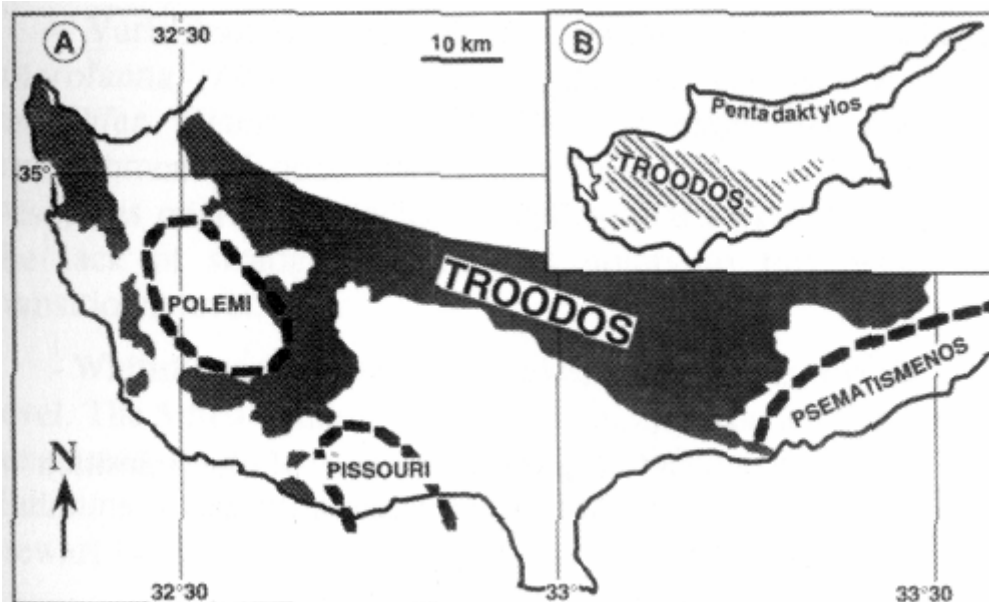 A
32°30
10 km
B
Pentadaktylos
TROODOS
35°
TROODOS
POLEMI
PSEMATISMENOS
PISSOURI
N
32°30
33°
33°30